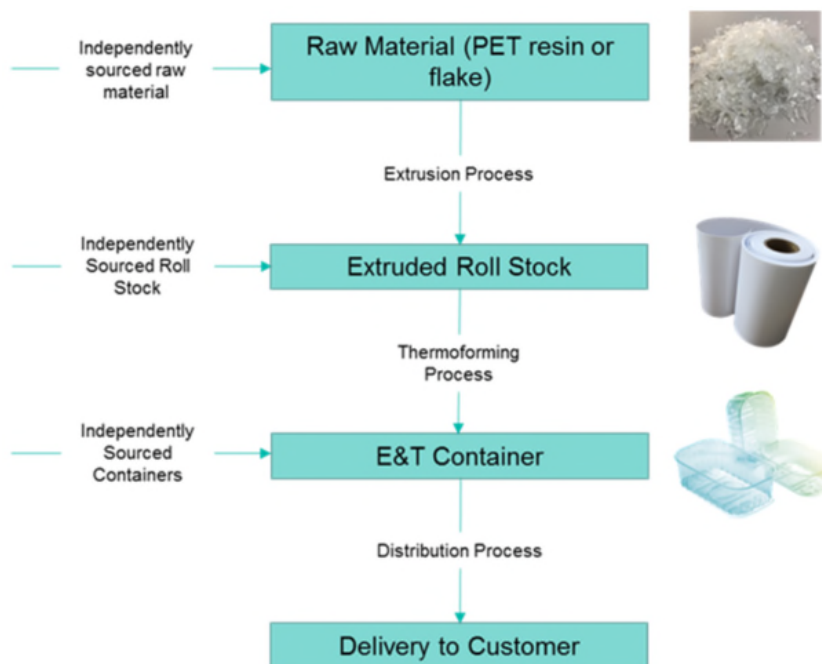 Independently
sourced raw
material
Raw Material (PET resin or
flake)
Extrusion Process
Independently
Sourced Roll
Stock
Extruded Roll Stock
Thermoforming
Process
Independently
Sourced
Containers
E&T Container
Distribution Process
Delivery to Customer